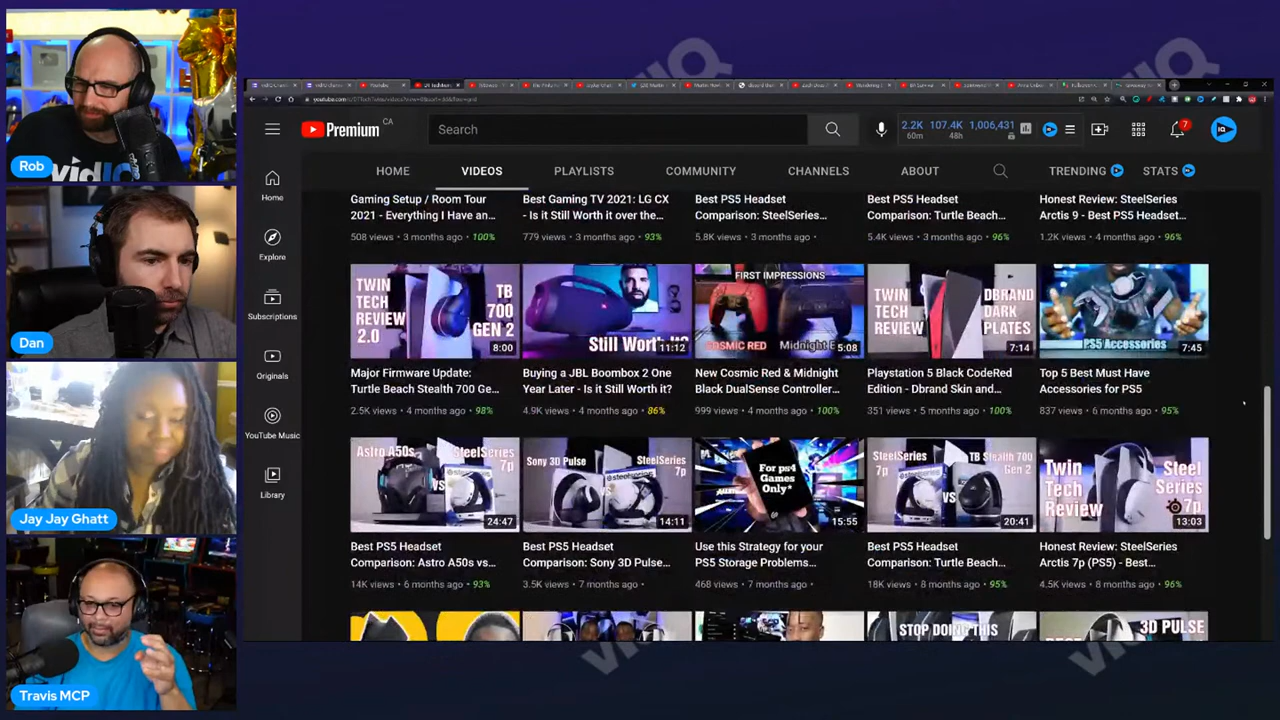 Rob
vidIQ
Dan
Jay Jay Ghatt
Travis MCP
Premium
CA
Search
2.2K 107.4K 1,006,431
60m 48h
7
HOME VIDEOS PLAYLISTS COMMUNITY CHANNELS ABOUT TRENDING STATS
Home
Explore
Subscriptions
Originals
YouTube Music
Library
Gaming Setup / Room Tour
2021 - Everything I Have an...
508 views • 3 months ago • 100%
Best Gaming TV 2021: LG CX
- Is it Still Worth it over the...
779 views • 3 months ago • 93%
Best PS5 Headset
Comparison: SteelSeries...
5.8K views • 3 months ago •
Best PS5 Headset
Comparison: Turtle Beach...
5.4K views • 3 months ago • 96%
Honest Review: SteelSeries
Arctis 9 - Best PS5 Headset...
1.2K views • 4 months ago • 96%
TWIN
TECH
REVIEW
2.0
TB
700
GEN 2
8:00
Major Firmware Update:
Turtle Beach Stealth 700 Ge...
2.5K views • 4 months ago • 98%
Still Worth
11:12
Buying a JBL Boombox 2 One
Year Later - Is it Still Worth it?
4.9K views • 4 months ago • 86%
FIRST IMPRESSIONS
COSMIC RED
5:08
New Cosmic Red & Midnight
Black DualSense Controller...
999 views • 4 months ago • 100%
TWIN
TECH
REVIEW
DBRAND
DARK
PLATES
7:14
Playstation 5 Black CodeRed
Edition - Dbrand Skin and...
351 views • 5 months ago • 100%
PS5 Accessories
7:45
Top 5 Best Must Have
Accessories for PS5
837 views • 6 months ago • 95%
Astro A50s
VS
SteelSeries
7p
24:47
Best PS5 Headset
Comparison: Astro A50s vs...
14K views • 6 months ago • 93%
Sony 3D Pulse
VS
SteelSeries
7p
14:11
Best PS5 Headset
Comparison: Sony 3D Pulse...
3.5K views • 7 months ago •
For ps4
Games
Only*
15:55
Use this Strategy for your
PS5 Storage Problems...
468 views • 7 months ago •
SteelSeries
7p
VS
TB Stealth 700
Gen 2
20:41
Best PS5 Headset
Comparison: Turtle Beach...
18K views • 8 months ago • 95%
Twin
Tech
Review
Steel
Series
7p
13:03
Honest Review: SteelSeries
Arctis 7p (PS5) - Best...
4.5K views • 8 months ago • 96%
STOP DOING THIS
3D PULSE
vidIQ
vidIQ
vidIQ
vidIQ